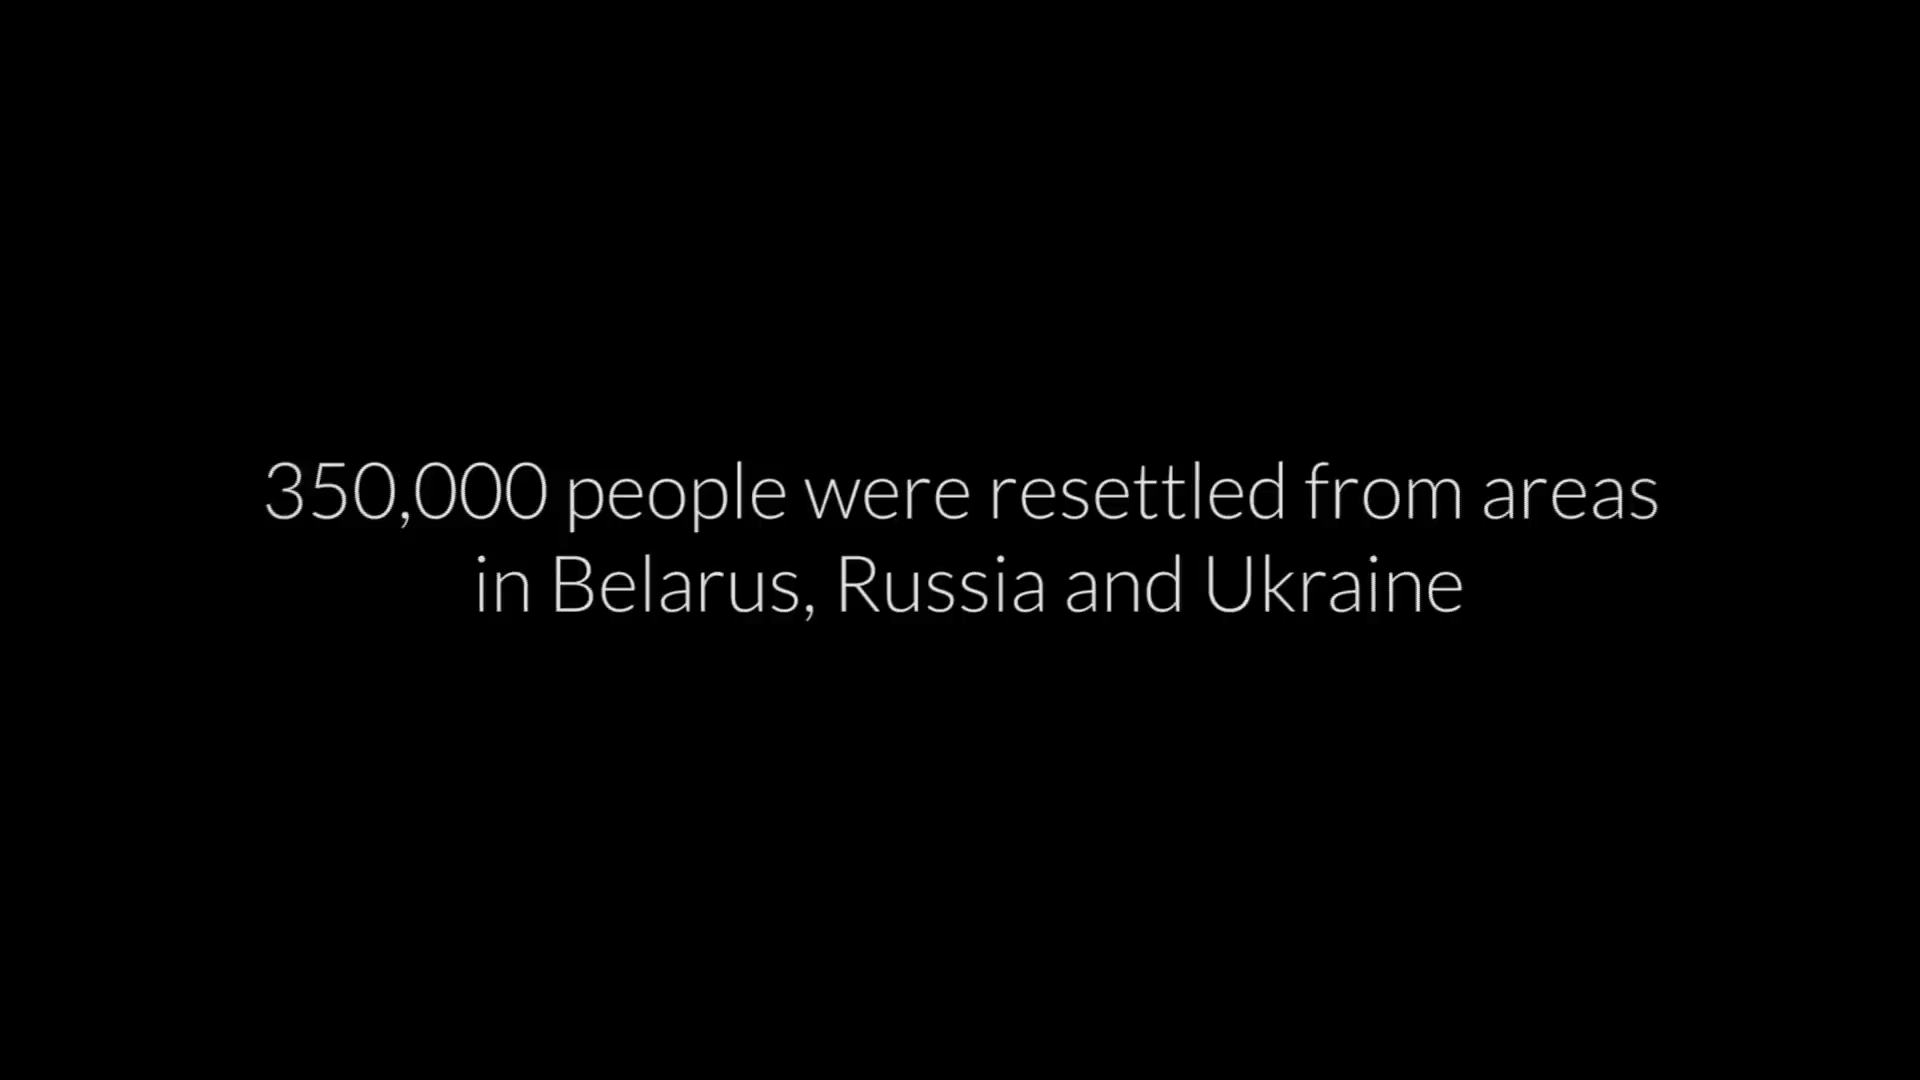 350,000 people were resettled from areas
in Belarus, Russia and Ukraine